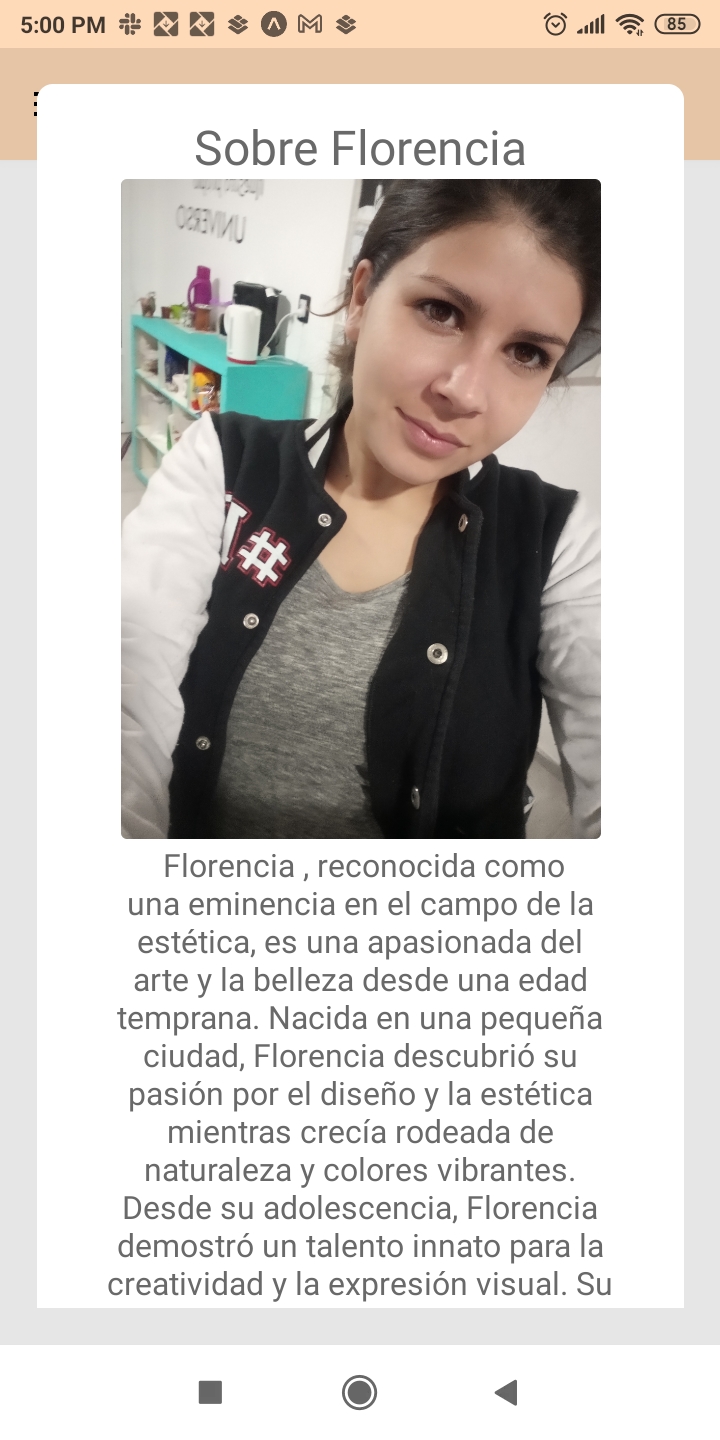 5:00 PM
85
Sobre Florencia
UNIVERSO
#
Florencia , reconocida como
una eminencia en el campo de la
estética, es una apasionada del
arte y la belleza desde una edad
temprana. Nacida en una pequeña
ciudad, Florencia descubrió su
pasión por el diseño y la estética
mientras crecía rodeada de
naturaleza y colores vibrantes.
Desde su adolescencia, Florencia
demostró un talento innato para la
creatividad y la expresión visual. Su